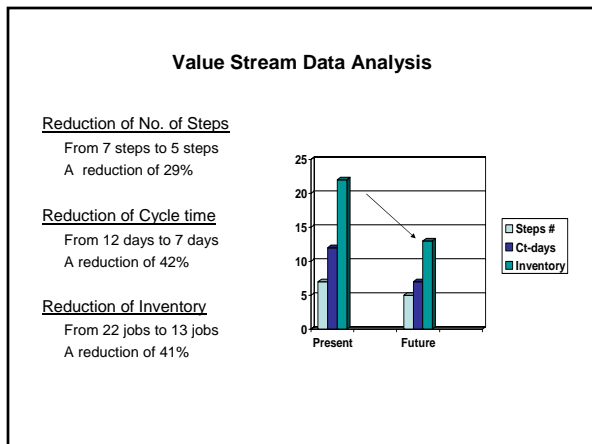 Value Stream Data Analysis
Reduction of No. of Steps
From 7 steps to 5 steps
A reduction of 29%
Reduction of Cycle time
From 12 days to 7 days
A reduction of 42%
Reduction of Inventory
From 22 jobs to 13 jobs
A reduction of 41%
25
20
15
10
5
0
Present Future
Steps #
Ct-days
Inventory